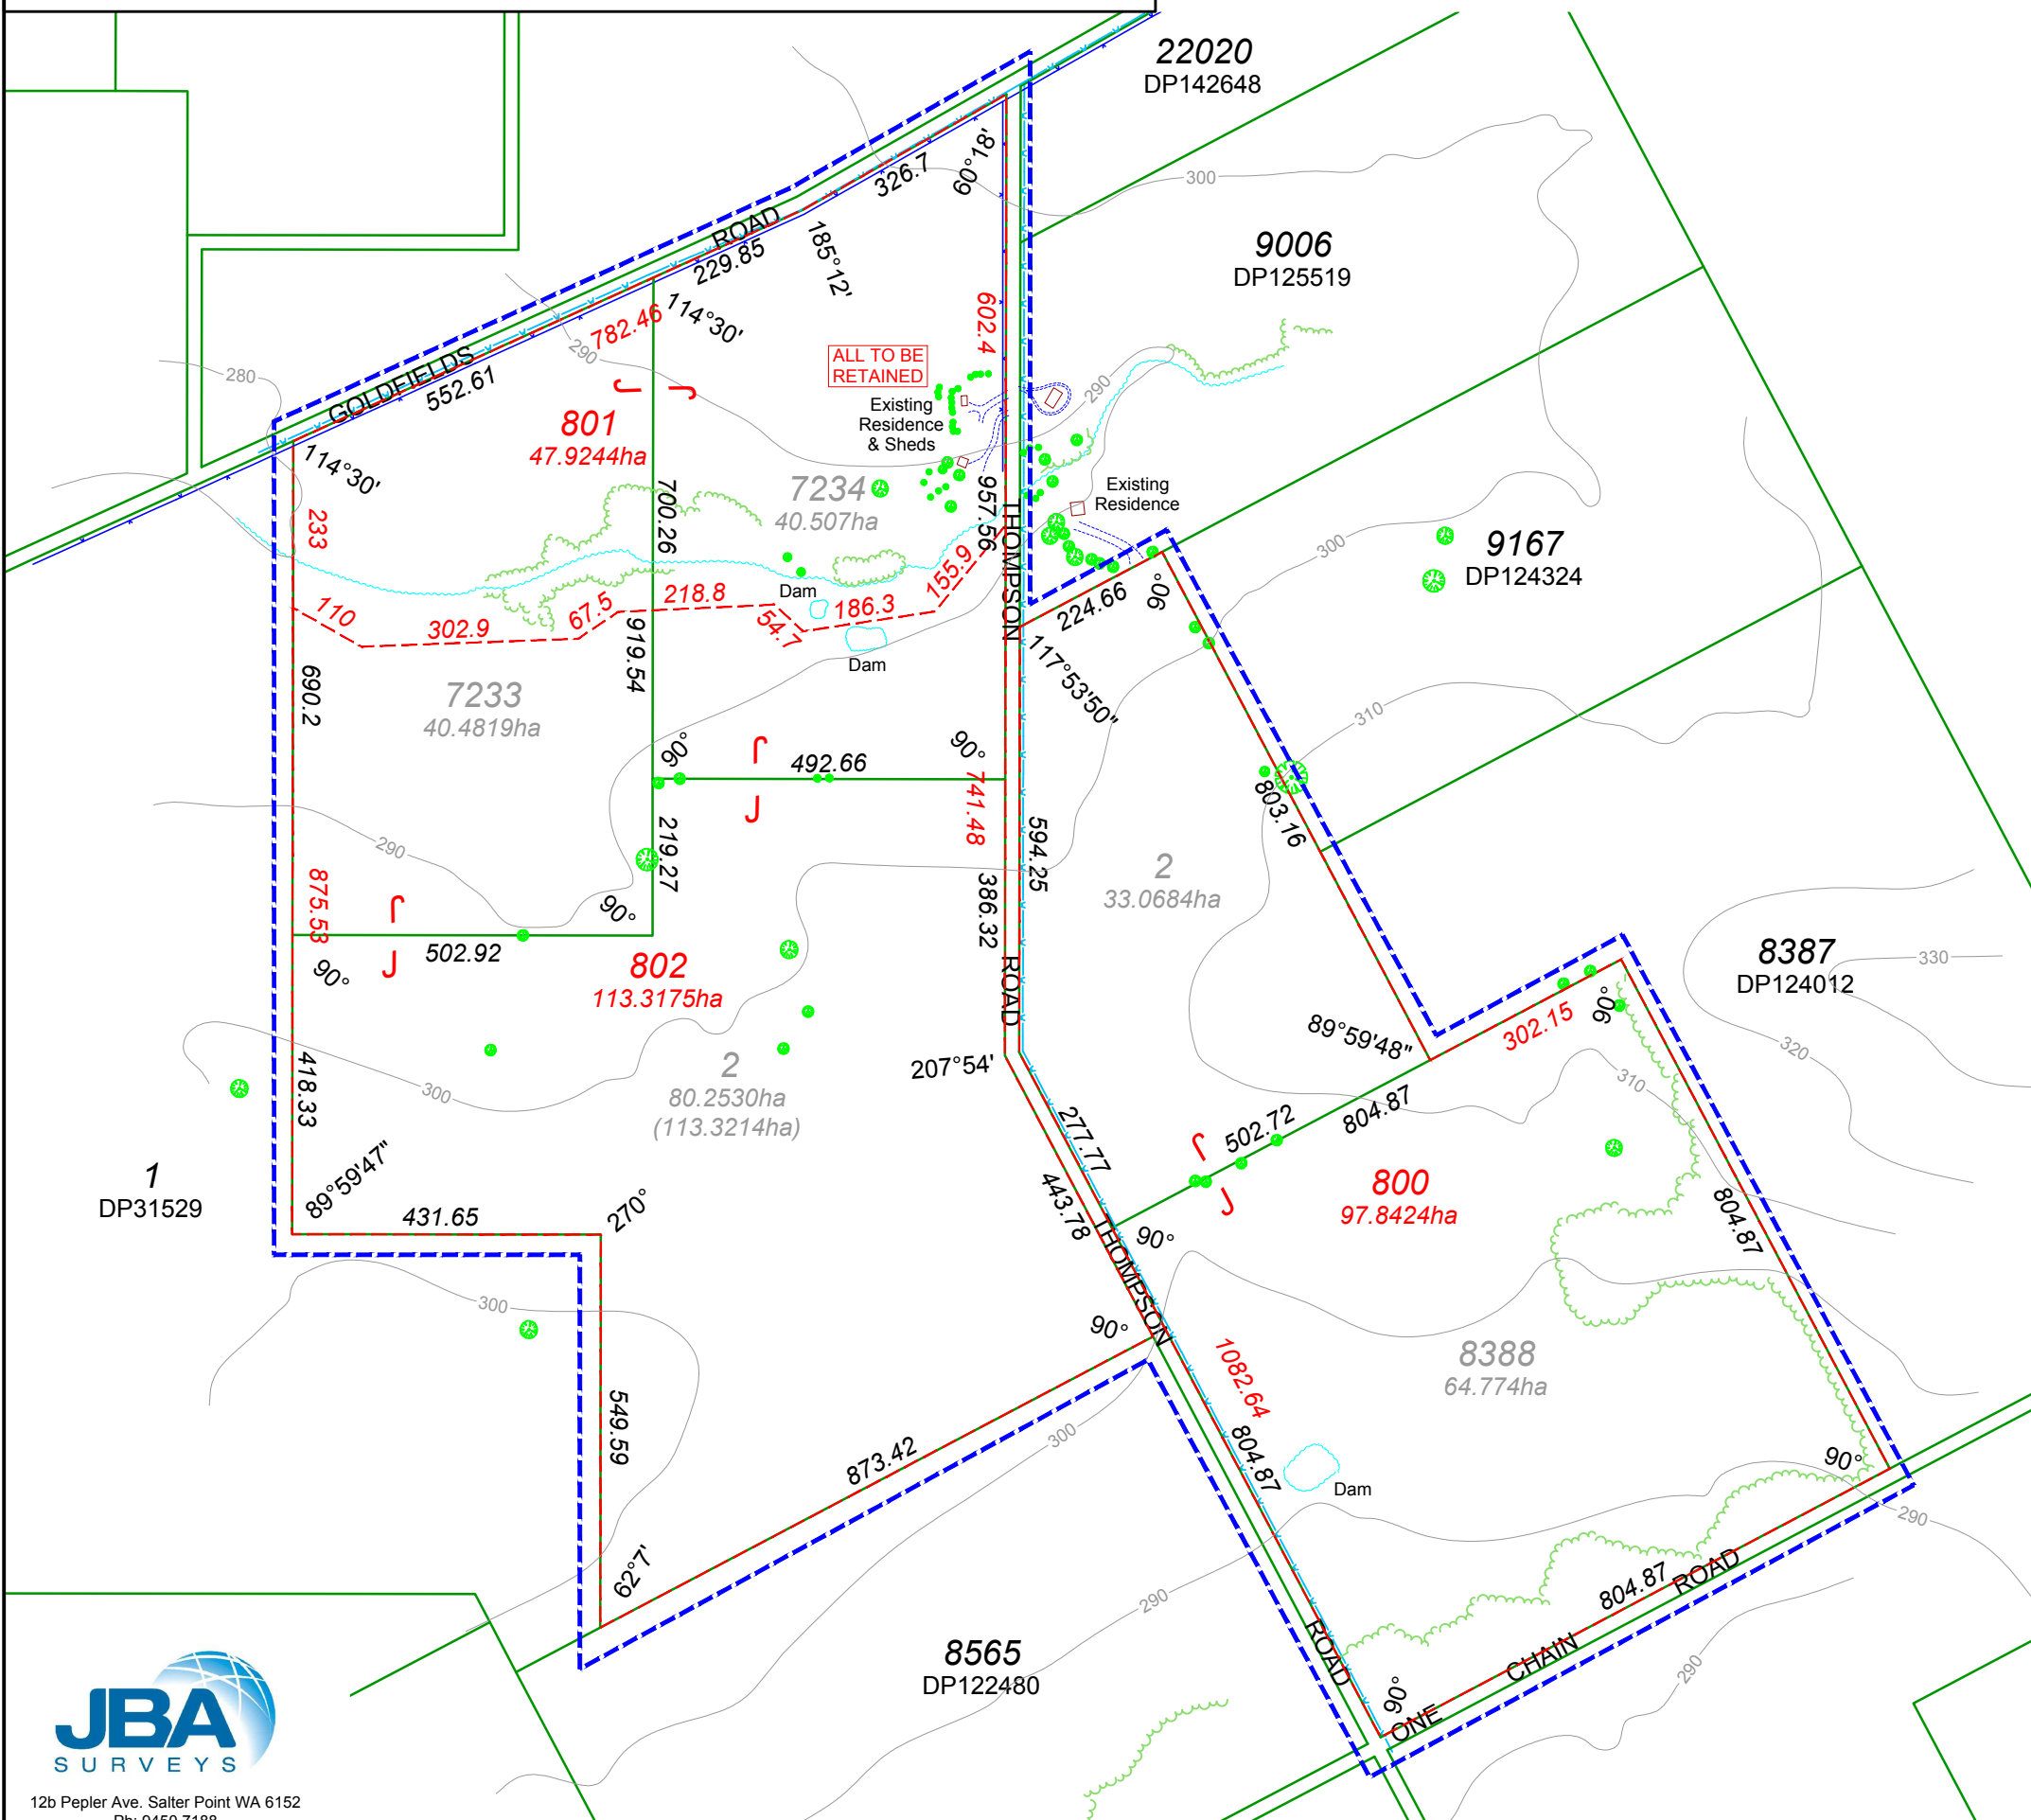 22020
DP142648
326.7
60°18'
ROAD
229.85
185°12'
300
9006
DP125519
114°30'
602.4
782.46
290
280
GOLDFIELDS
552.61
ALL TO BE
RETAINED
Existing
Residence
& Sheds
290
801
47.9244ha
114°30'
7234
40.507ha
Existing
Residence
957.56
THOMPSON
700.26
233
300
9167
DP124324
90°
224.66
155.9
Dam
186.3
218.8
67.5
54.7
110
302.9
919.54
Dam
117°53'50"
690.2
7233
40.4819ha
310
90°
492.66
90°
741.48
803.16
594.25
219.27
290
2
33.0684ha
875.53
386.32
90°
502.92
90°
802
113.3175ha
ROAD
8387
DP124012
330
90°
302.15
89°59'48"
320
310
207°54'
2
80.2530ha
(113.3214ha)
300
418.33
277.77
804.87
502.72
1
DP31529
89°59'47"
431.65
270°
443.78
800
97.8424ha
804.87
90°
THOMPSON
300
90°
1082.64
8388
64.774ha
549.59
873.42
300
804.87
Dam
90°
290
62°7'
804.87
ROAD
290
8565
DP122480
ROAD
CHAIN
290
90°
ONE
JBA
SURVEYS
12b Pepler Ave. Salter Point WA 6152
Ph: 9450 7188